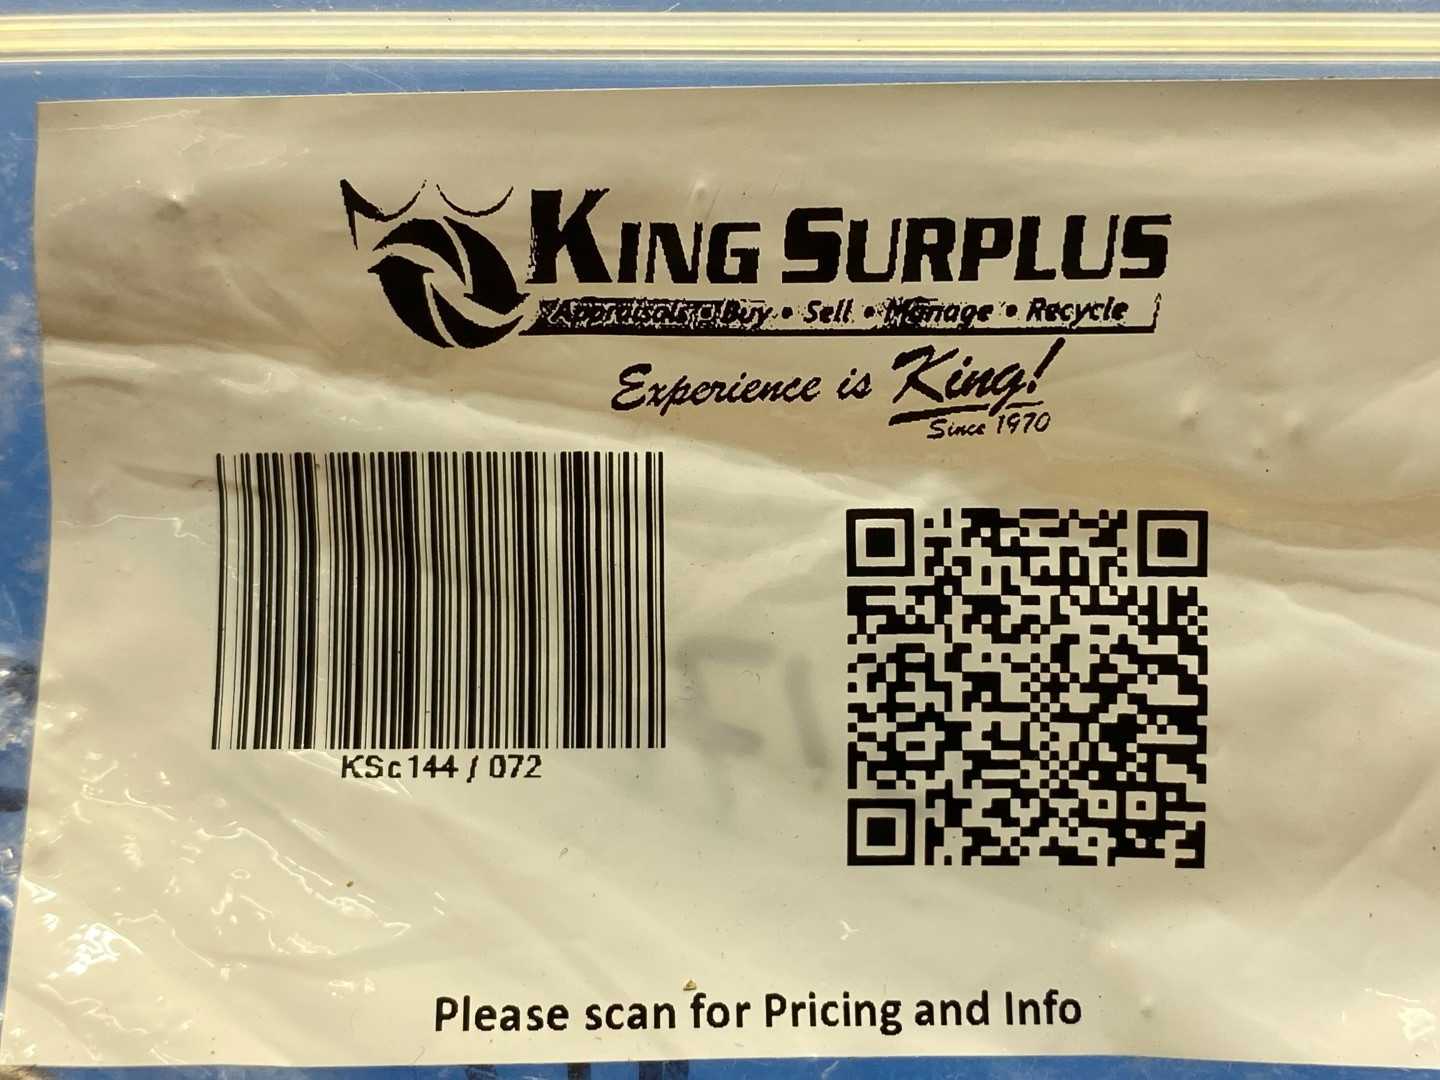 KING SURPLUS
Appraisals • Buy • Sell • Manage • Recycle
Experience is King!
Since 1970
KSc144 / 072
Please scan for Pricing and Info